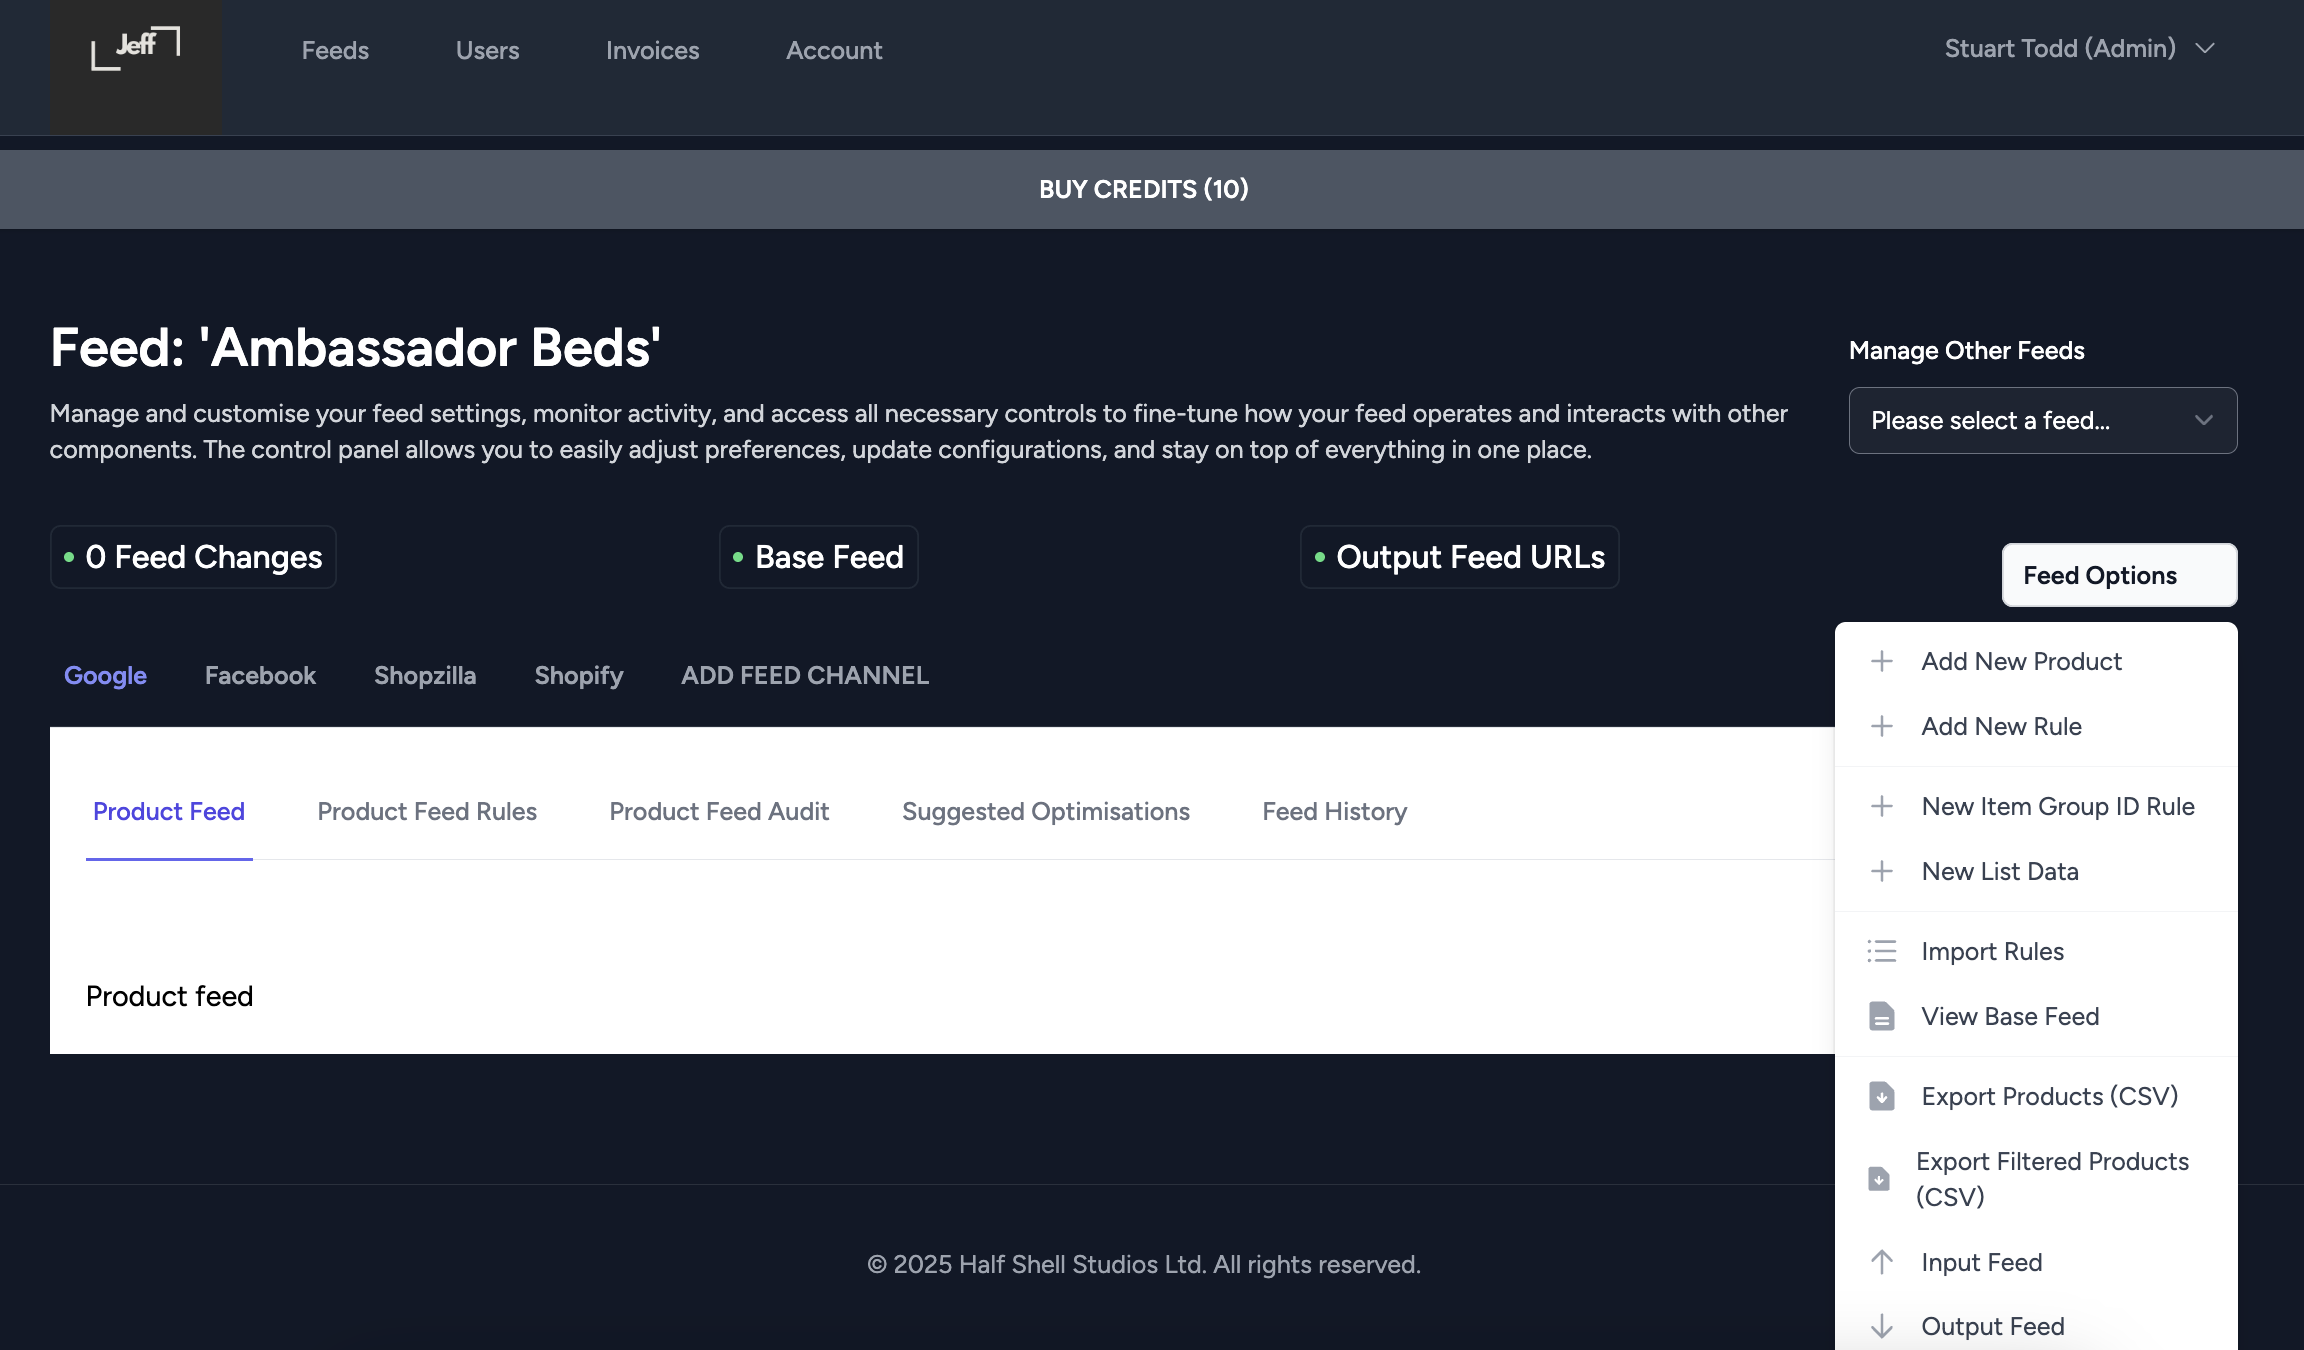 Jeff
Feeds
Users
Invoices
Account
Stuart Todd (Admin)
BUY CREDITS (10)
Feed: 'Ambassador Beds'
Manage and customise your feed settings, monitor activity, and access all necessary controls to fine-tune how your feed operates and interacts with other
components. The control panel allows you to easily adjust preferences, update configurations, and stay on top of everything in one place.
Manage Other Feeds
Please select a feed...
0 Feed Changes
Base Feed
Output Feed URLs
Feed Options
Google
Facebook
Shopzilla
Shopify
ADD FEED CHANNEL
Product Feed
Product Feed Rules
Product Feed Audit
Suggested Optimisations
Feed History
Product feed
Add New Product
Add New Rule
New Item Group ID Rule
New List Data
Import Rules
View Base Feed
Export Products (CSV)
Export Filtered Products
(CSV)
Input Feed
Output Feed
© 2025 Half Shell Studios Ltd. All rights reserved.